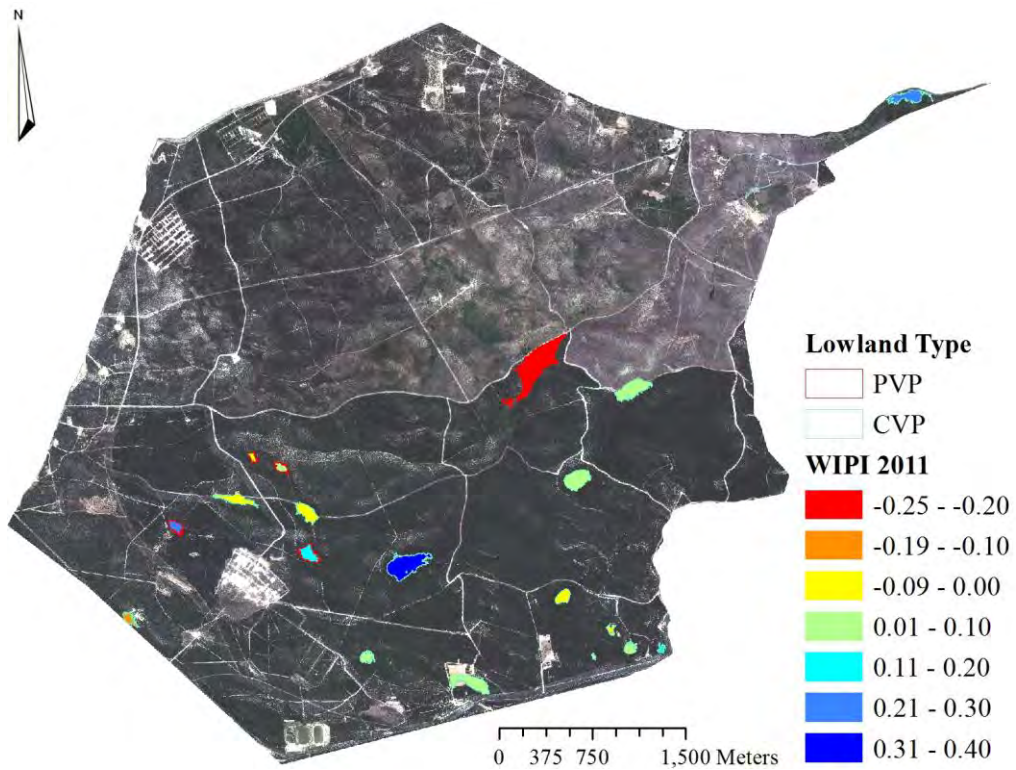 N
Lowland Type
PVP
CVP
WIPI 2011
-0.25 - -0.20
-0.19 - -0.10
-0.09 - 0.00
0.01 - 0.10
0.11 - 0.20
0.21 - 0.30
0.31 - 0.40
0 375 750 1,500 Meters